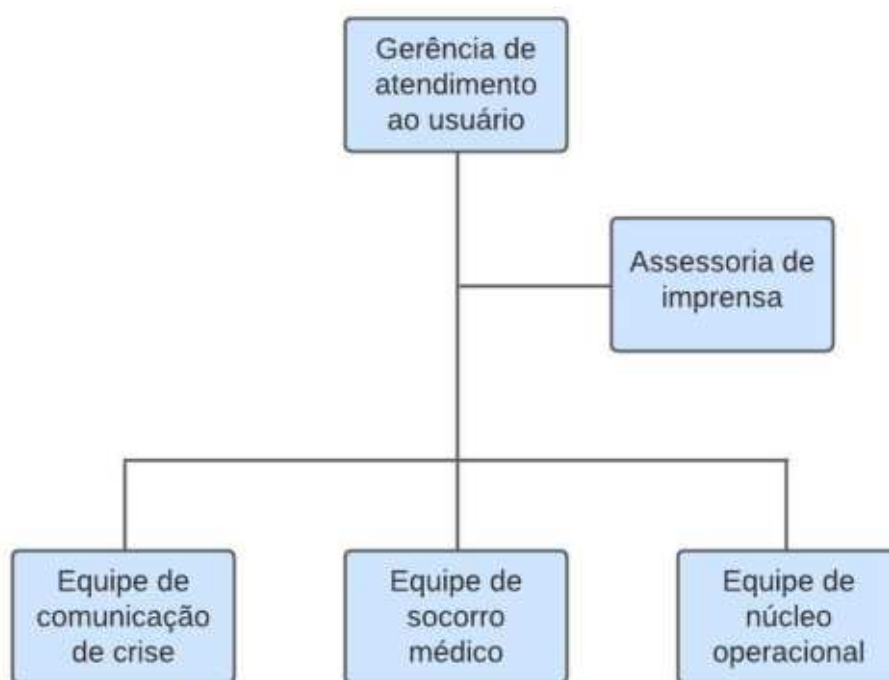 Gerência de
atendimento
ao usuário
Assessoria de
imprensa
Equipe de
comunicação
de crise
Equipe de
socorro
médico
Equipe de
núcleo
operacional